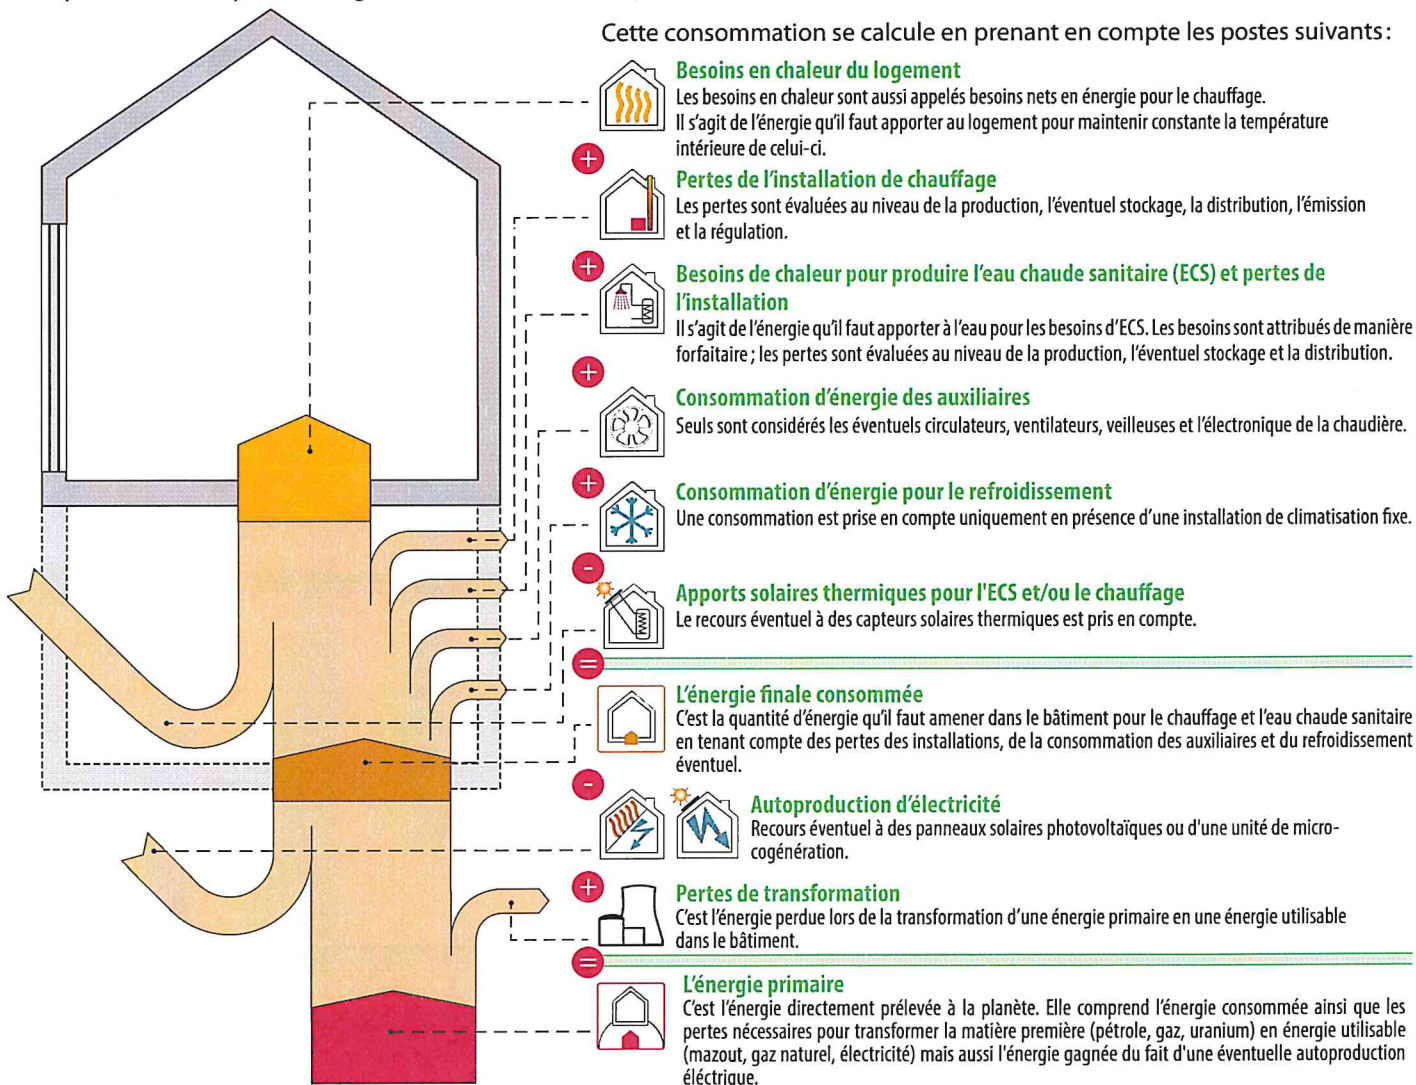 Cette consommation se calcule en prenant en compte les postes suivants :
Besoins en chaleur du logement
Les besoins en chaleur sont aussi appelés besoins nets en énergie pour le chauffage.
Il s'agit de l'énergie qu'il faut apporter au logement pour maintenir constante la température
intérieure de celui-ci.
+
Pertes de l'installation de chauffage
Les pertes sont évaluées au niveau de la production, l'éventuel stockage, la distribution, l'émission
et la régulation.
+
Besoins de chaleur pour produire l'eau chaude sanitaire (ECS) et pertes de
l'installation
Il s'agit de l'énergie qu'il faut apporter à l'eau pour les besoins d'ECS. Les besoins sont attribués de manière
forfaitaire ; les pertes sont évaluées au niveau de la production, l'éventuel stockage et la distribution.
+
Consommation d'énergie des auxiliaires
Seuls sont considérés les éventuels circulateurs, ventilateurs, veilleuses et l'électronique de la chaudière.
+
Consommation d'énergie pour le refroidissement
Une consommation est prise en compte uniquement en présence d'une installation de climatisation fixe.
-
Apports solaires thermiques pour l'ECS et/ou le chauffage
Le recours éventuel à des capteurs solaires thermiques est pris en compte.
=
L'énergie finale consommée
C'est la quantité d'énergie qu'il faut amener dans le bâtiment pour le chauffage et l'eau chaude sanitaire
en tenant compte des pertes des installations, de la consommation des auxiliaires et du refroidissement
éventuel.
-
Autoproduction d'électricité
Recours éventuel à des panneaux solaires photovoltaïques ou d'une unité de micro-
cogénération.
+
Pertes de transformation
C'est l'énergie perdue lors de la transformation d'une énergie primaire en une énergie utilisable
dans le bâtiment.
=
L'énergie primaire
C'est l'énergie directement prélevée à la planète. Elle comprend l'énergie consommée ainsi que les
pertes nécessaires pour transformer la matière première (pétrole, gaz, uranium) en énergie utilisable
(mazout, gaz naturel, électricité) mais aussi l'énergie gagnée du fait d'une éventuelle autoproduction
éléctrique.